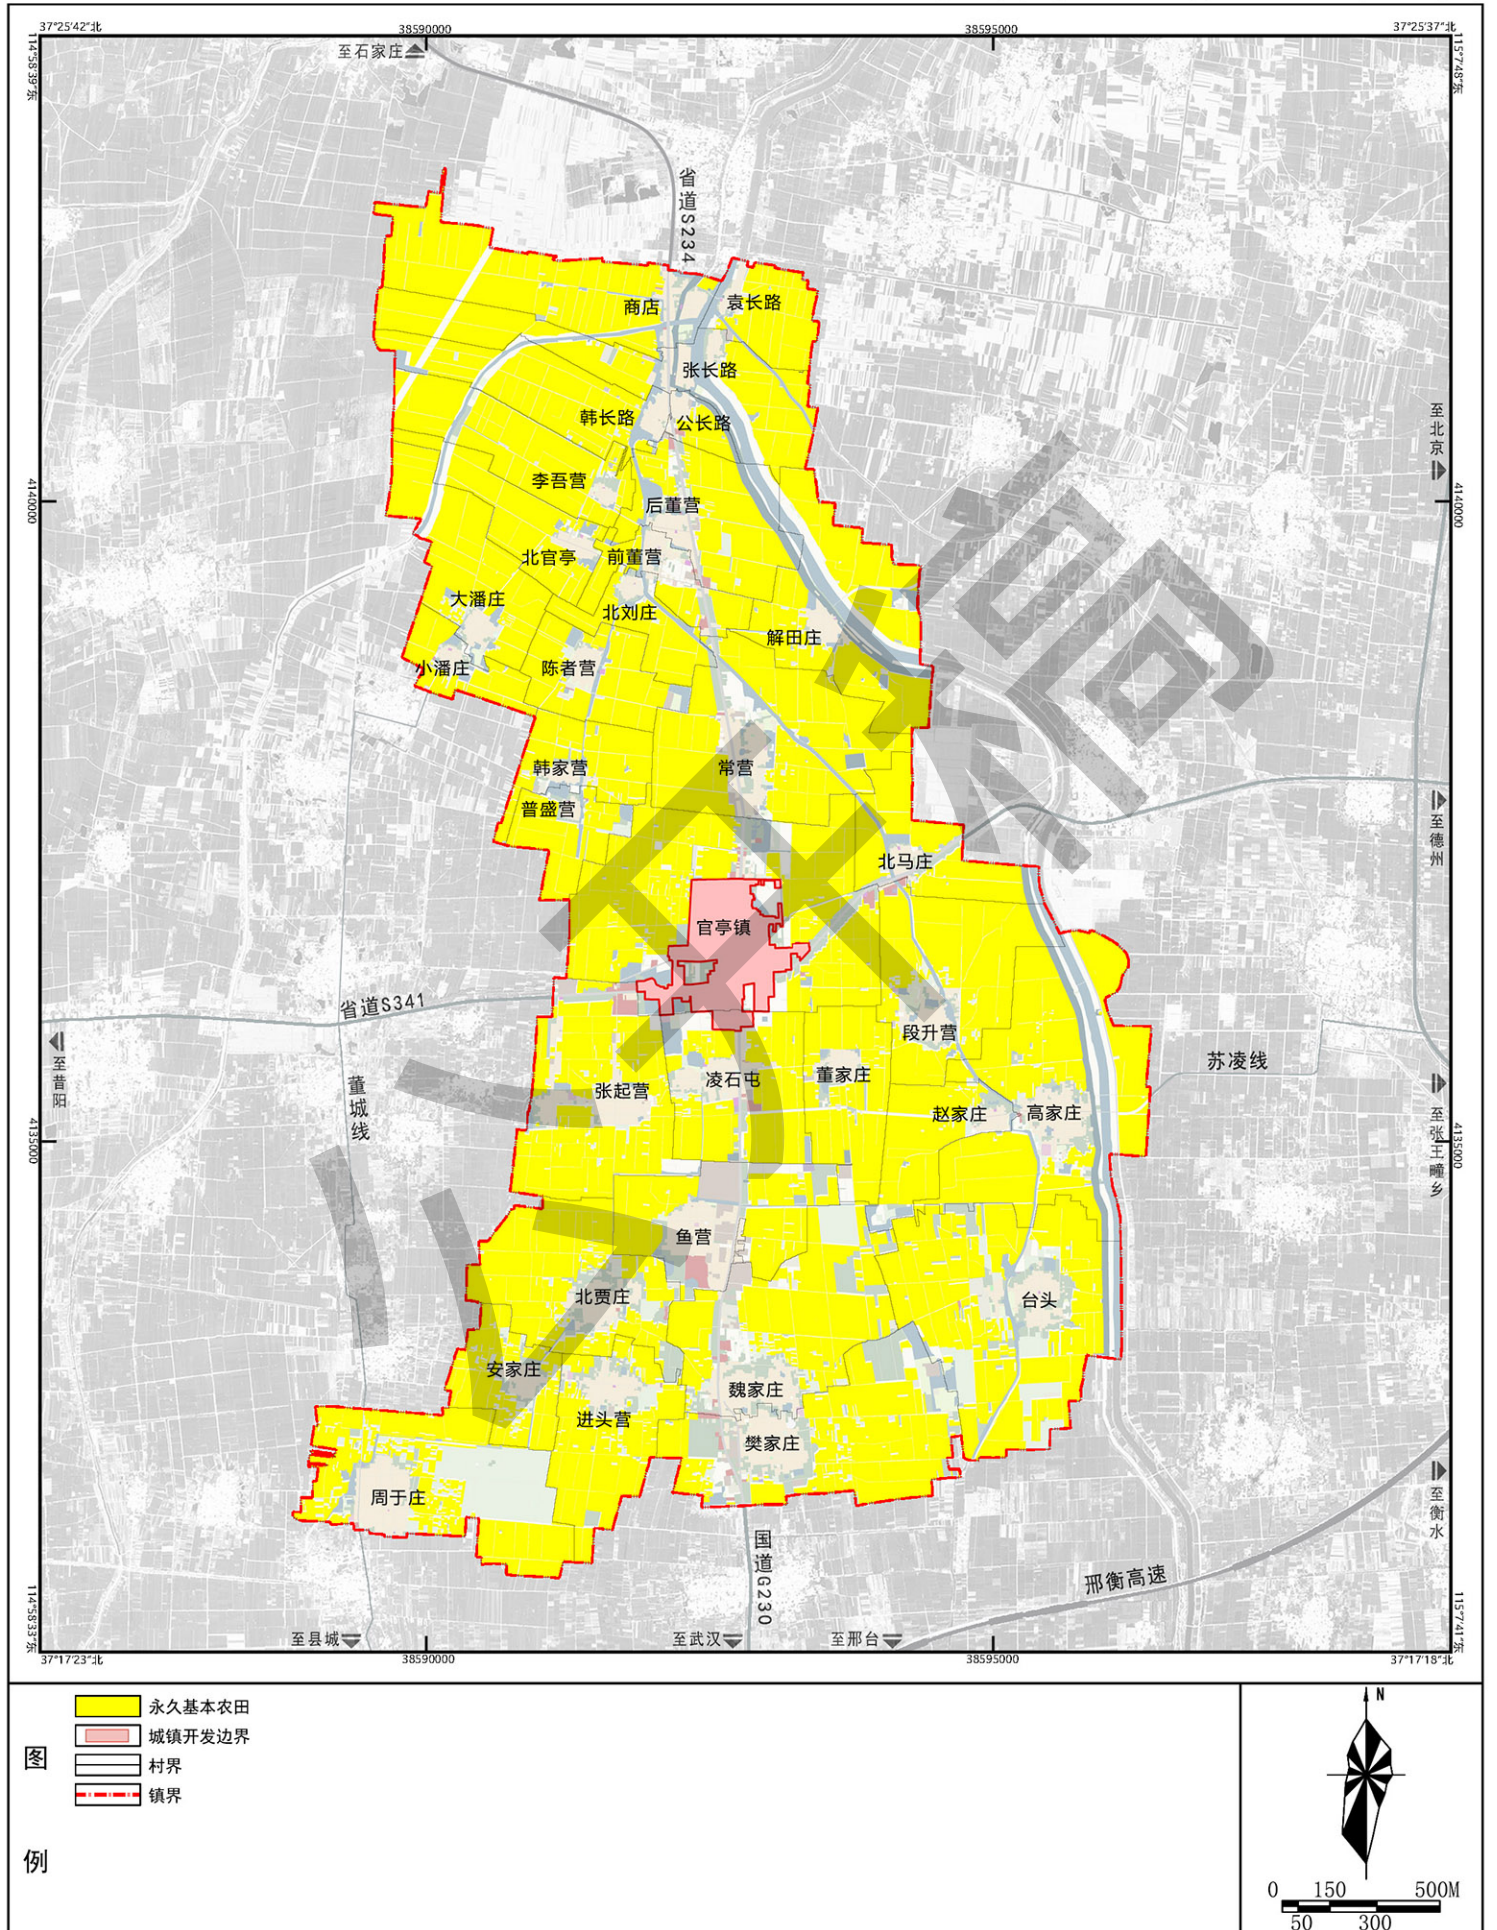 37°25′42″北
38590000
38595000
37°25′37″北
114°58′39″东
115°7′48″东
至石家庄
省道S234
商店
袁长路
张长路
韩长路
公长路
至北京
李吾营
后董营
4140000
4140000
北官亭
前董营
大潘庄
北刘庄
解田庄
小潘庄
陈者营
韩家营
常营
普盛营
至德州
北马庄
官亭镇
省道S341
段升营
至昔阳
苏凌线
董城线
张起营
凌石屯
董家庄
赵家庄
高家庄
4135000
4135000
至张王疃乡
鱼营
北贾庄
台头
安家庄
魏家庄
进头营
樊家庄
周于庄
至衡水
国道G230
邢衡高速
114°58′33″东
115°7′41″东
至县城
至武汉
至邢台
37°17′23″北
38590000
38595000
37°17′18″北
公开稿
图例
永久基本农田
城镇开发边界
村界
镇界
N
0 150 500M
50 300